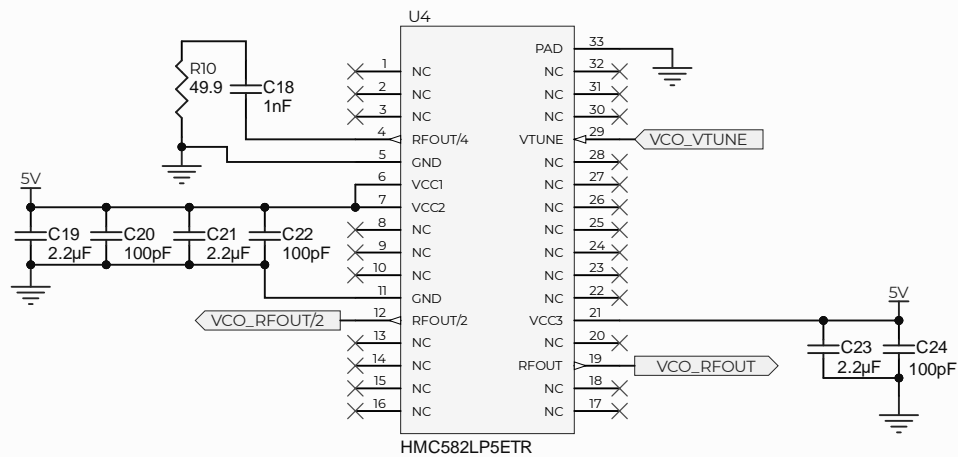 U4
R10
49.9
C18
1nF
5V
C19
2.2µF
C20
100pF
C21
2.2µF
C22
100pF
VCO_RFOUT/2
1 NC
2 NC
3 NC
4 RFOUT/4
5 GND
6 VCC1
7 VCC2
8 NC
9 NC
10 NC
11 GND
12 RFOUT/2
13 NC
14 NC
15 NC
16 NC
PAD 33
NC 32
NC 31
NC 30
VTUNE 29
NC 28
NC 27
NC 26
NC 25
NC 24
NC 23
NC 22
VCC3 21
NC 20
RFOUT 19
NC 18
NC 17
VCO_VTUNE
VCO_RFOUT
5V
C23
2.2µF
C24
100pF
HMC582LP5ETR